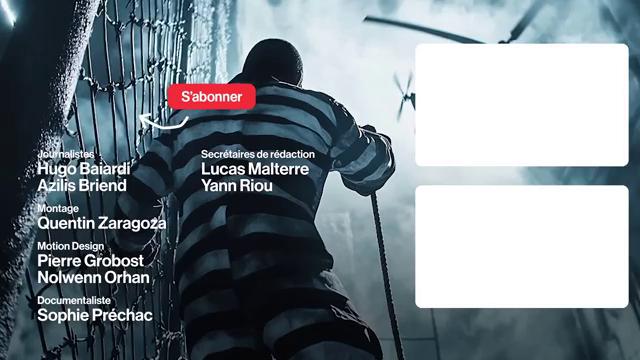 S'abonner
Journalistes
Hugo Baiardi
Azilis Briend
Montage
Quentin Zaragoza
Motion Design
Pierre Grobost
Nolwenn Orhan
Documentaliste
Sophie Préchac
Secrétaires de rédaction
Lucas Malterre
Yann Riou